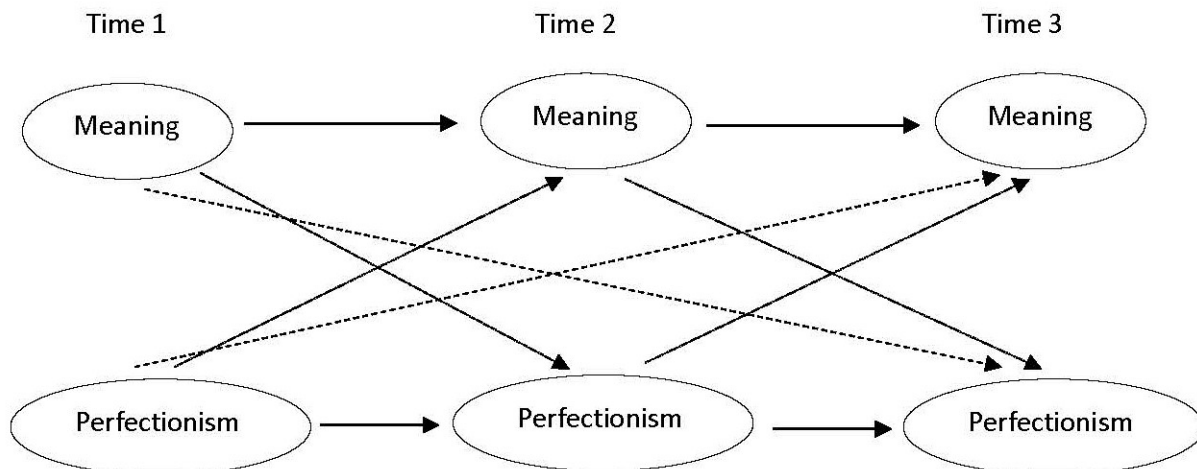 Time 1
Time 2
Time 3
Meaning
Meaning
Meaning
Perfectionism
Perfectionism
Perfectionism